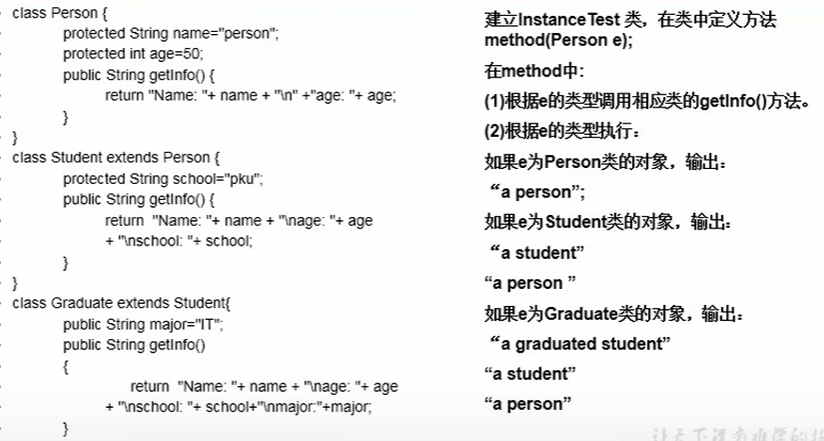 class Person {
protected String name="person";
protected int age=50;
public String getInfo() {
return "Name: "+ name + "\n" +"age: "+ age;
}
}
class Student extends Person {
protected String school="pku";
public String getInfo() {
return  "Name: "+ name + "\nage: "+ age
+ "\nschool: "+ school;
}
}
class Graduate extends Student{
public String major="IT";
public String getInfo()
{
return  "Name: "+ name + "\nage: "+ age
+ "\nschool: "+ school+"\nmajor:"+major;
}
建立InstanceTest 类，在类中定义方法
method(Person e);
在method中:
(1)根据e的类型调用相应类的getInfo()方法。
(2)根据e的类型执行：
如果e为Person类的对象，输出：
“a person”;
如果e为Student类的对象，输出：
“a student”
“a person ”
如果e为Graduate类的对象，输出：
“a graduated student”
“a student”
“a person”